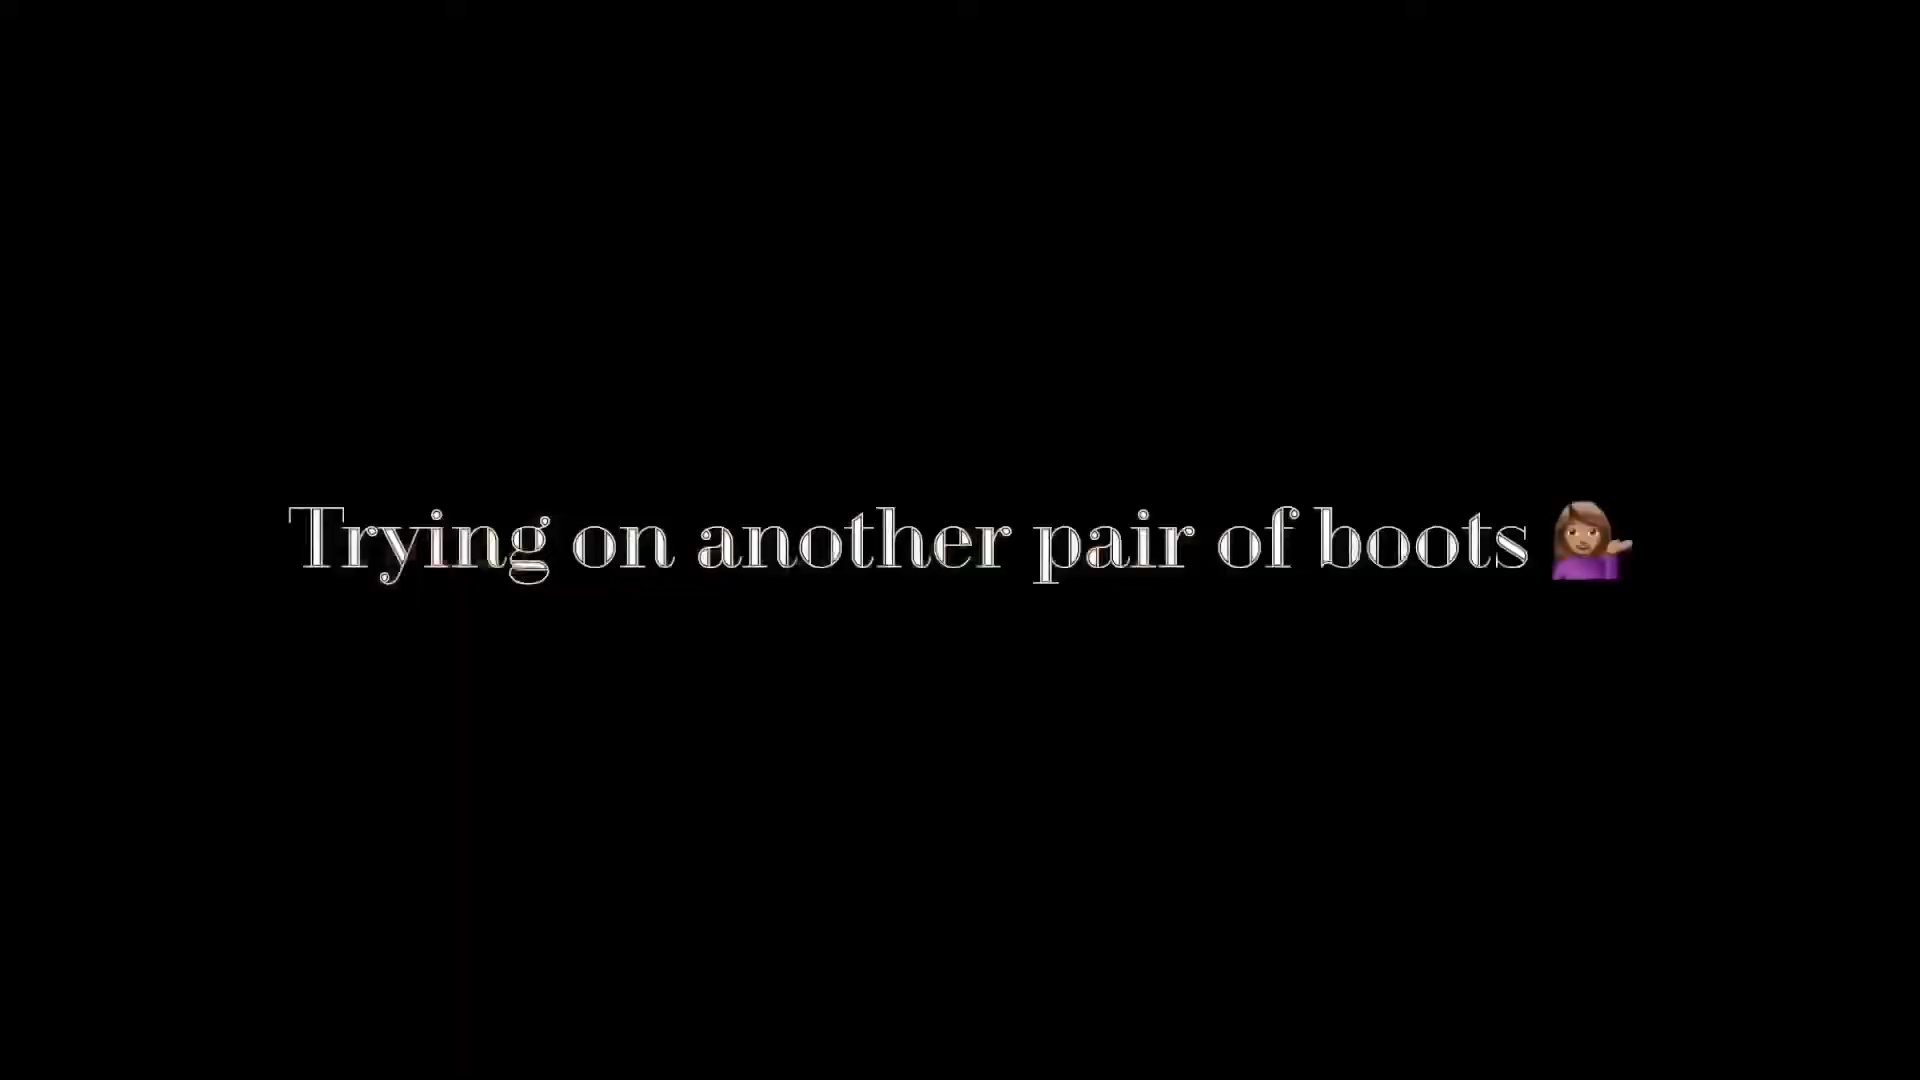 Trying on another pair of boots 💁🏽‍♀️